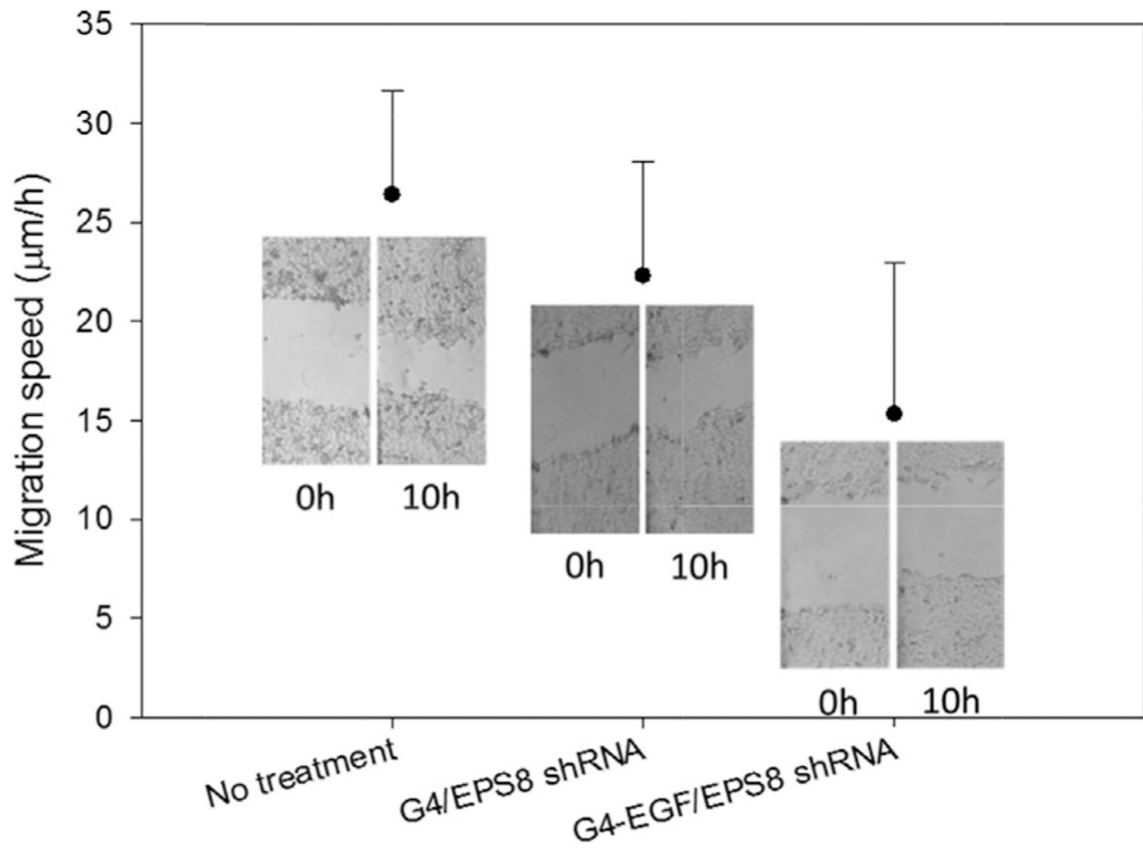 Migration speed (μm/h)
35
30
25
20
15
10
5
0
0h 10h
0h 10h
0h 10h
No treatment
G4/EPS8 shRNA
G4-EGF/EPS8 shRNA